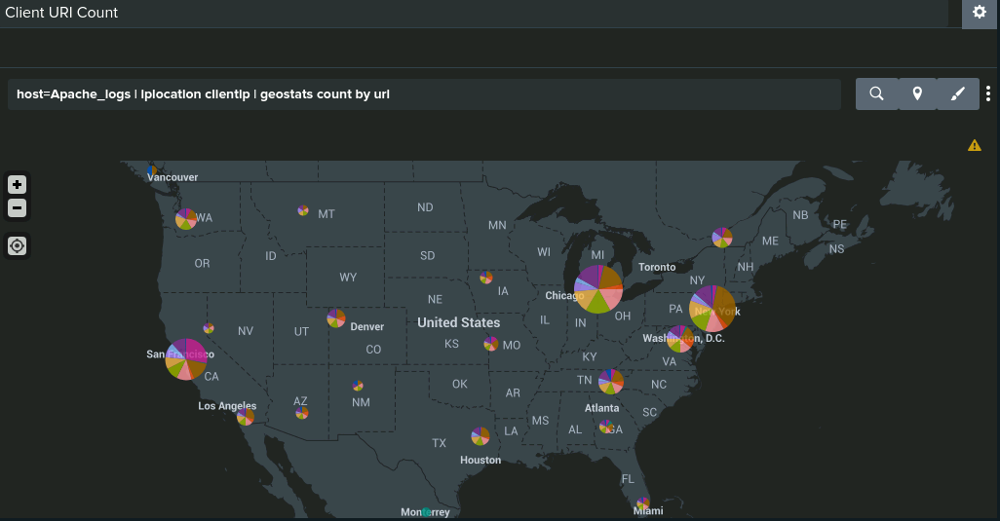 Client URI Count
host=Apache_logs | iplocation clientip | geostats count by uri
+
−
Vancouver
WA
MT
ND
MN
NB
PE
ME
NS
OR
ID
SD
WI
MI
NH
Toronto
WY
NY
IA
NE
Chicago
PA
New York
United States
IL
IN
OH
NV
UT
Denver
CO
KS
MO
Washington, D.C.
San Francisco
KY
VA
CA
OK
TN
NC
AR
AZ
NM
Los Angeles
Atlanta
SC
MS
AL
GA
TX
LA
Houston
FL
Monterrey
Miami